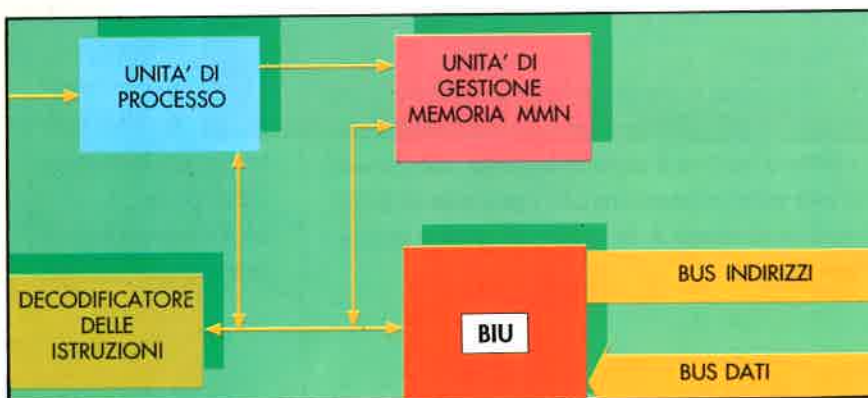 UNITA' DI
PROCESSO
UNITA' DI
GESTIONE
MEMORIA MMN
DECODIFICATORE
DELLE
ISTRUZIONI
BIU
BUS INDIRIZZI
BUS DATI